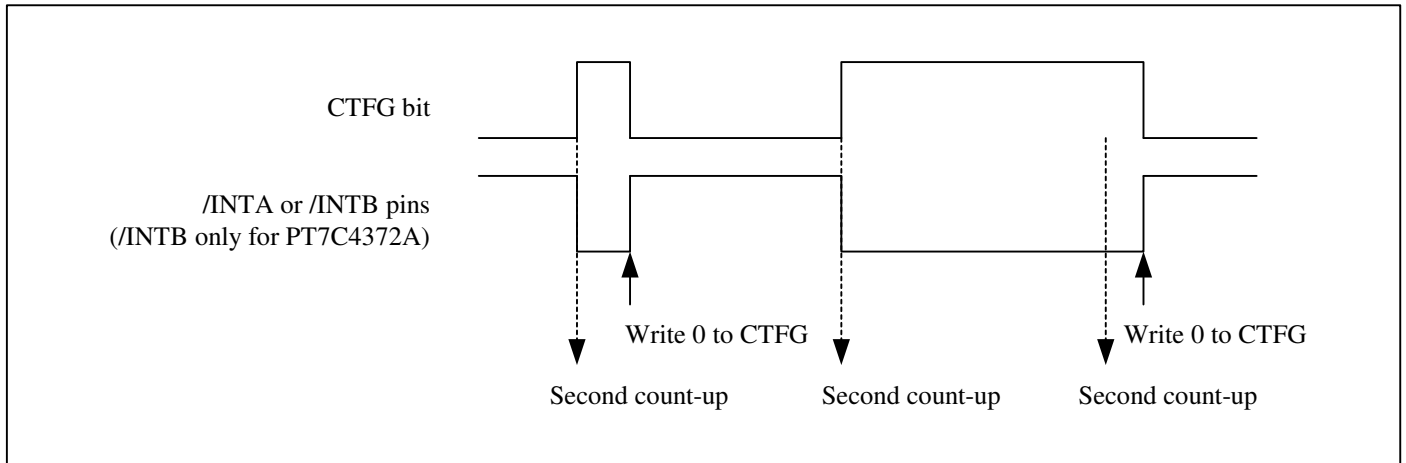 CTFG bit
/INTA or /INTB pins
(/INTB only for PT7C4372A)
Write 0 to CTFG
Write 0 to CTFG
Second count-up
Second count-up
Second count-up